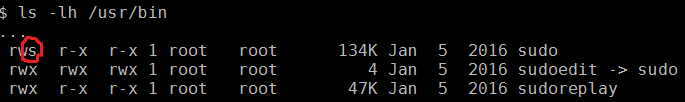 $ ls -lh /usr/bin
...
rws r-x r-x 1 root root 134K Jan 5 2016 sudo
rwx rwx rwx 1 root root 4 Jan 5 2016 sudoedit -> sudo
rwx r-x r-x 1 root root 47K Jan 5 2016 sudoreplay